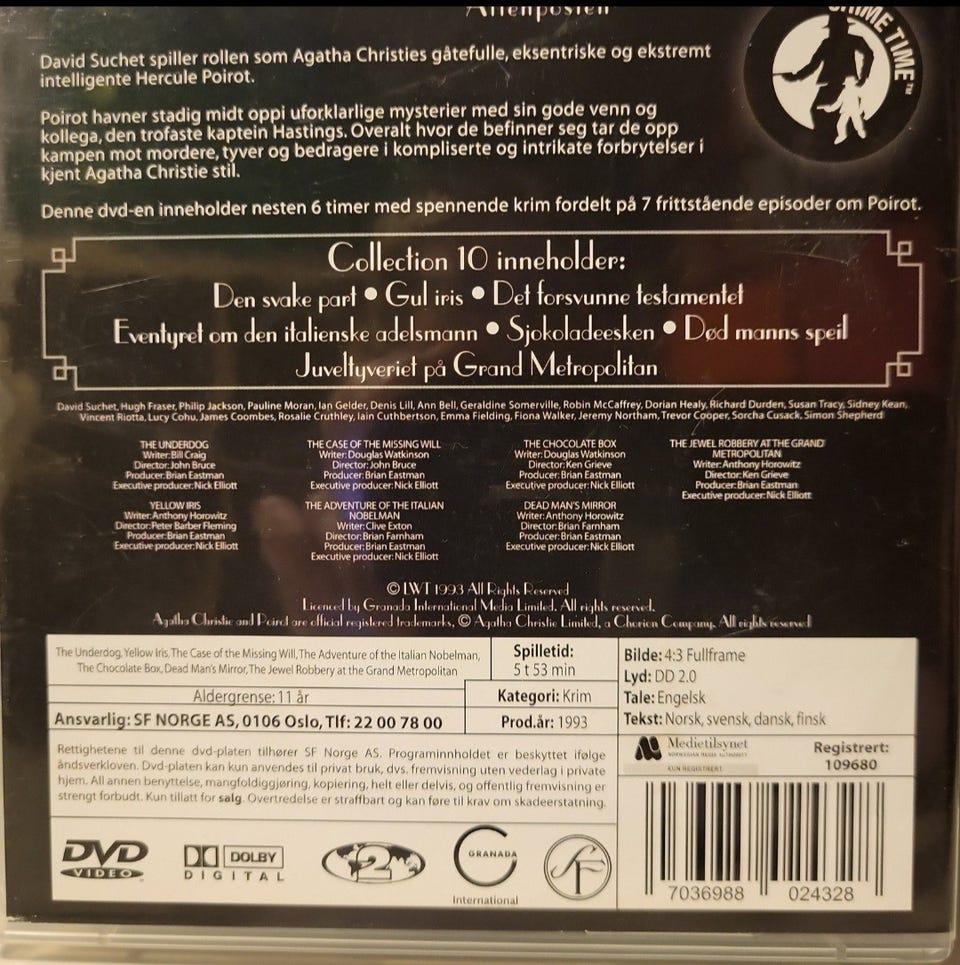 Aftenposten
CRIME TIME™
David Suchet spiller rollen som Agatha Christies gåtefulle, eksentriske og ekstremt
intelligente Hercule Poirot.
Poirot havner stadig midt oppi uforklarlige mysterier med sin gode venn og
kollega, den trofaste kaptein Hastings. Overalt hvor de befinner seg tar de opp
kampen mot mordere, tyver og bedragere i kompliserte og intrikate forbrytelser i
kjent Agatha Christie stil.
Denne dvd-en inneholder nesten 6 timer med spennende krim fordelt på 7 frittstående episoder om Poirot.
Collection 10 inneholder:
Den svake part • Gul iris • Det forsvunne testamentet
Eventyret om den italienske adelsmann • Sjokoladeesken • Død manns speil
Juveltyveriet på Grand Metropolitan
David Suchet, Hugh Fraser, Philip Jackson, Pauline Moran, Ian Gelder, Denis Lill, Ann Bell, Geraldine Somerville, Robin McCaffrey, Dorian Healy, Richard Durden, Susan Tracy, Sidney Kean,
Vincent Riotta, Lucy Cohu, James Coombes, Rosalie Cruthley, Iain Cuthbertson, Emma Fielding, Fiona Walker, Jeremy Northam, Trevor Cooper, Sorcha Cusack, Simon Shepherd
THE UNDERDOG
Writer: Bill Craig
Director: John Bruce
Producer: Brian Eastman
Executive producer: Nick Elliott
THE CASE OF THE MISSING WILL
Writer: Douglas Watkinson
Director: John Bruce
Producer: Brian Eastman
Executive producer: Nick Elliott
THE CHOCOLATE BOX
Writer: Douglas Watkinson
Director: Ken Grieve
Producer: Brian Eastman
Executive producer: Nick Elliott
THE JEWEL ROBBERY AT THE GRAND
METROPOLITAN
Writer: Anthony Horowitz
Director: Ken Grieve
Producer: Brian Eastman
Executive producer: Nick Elliott
YELLOW IRIS
Writer: Anthony Horowitz
Director: Peter Barber Fleming
Producer: Brian Eastman
Executive producer: Nick Elliott
THE ADVENTURE OF THE ITALIAN
NOBELMAN
Writer: Clive Exton
Director: Brian Farnham
Producer: Brian Eastman
Executive producer: Nick Elliott
DEAD MAN'S MIRROR
Writer: Anthony Horowitz
Director: Brian Farnham
Producer: Brian Eastman
Executive producer: Nick Elliott
© LWT 1993 All Rights Reserved
Licenced by Granada International Media Limited. All rights reserved.
Agatha Christie and Poirot are official registered trademarks, © Agatha Christie Limited, a Chorion Company. All rights reserved
The Underdog, Yellow Iris, The Case of the Missing Will, The Adventure of the Italian Nobelman,
The Chocolate Box, Dead Man's Mirror, The Jewel Robbery at the Grand Metropolitan
Spilletid:
5 t 53 min
Aldergrense: 11 år
Kategori: Krim
Ansvarlig: SF NORGE AS, 0106 Oslo, Tlf: 22 00 78 00
Prod.år: 1993
Bilde: 4:3 Fullframe
Lyd: DD 2.0
Tale: Engelsk
Tekst: Norsk, svensk, dansk, finsk
Rettighetene til denne dvd-platen tilhører SF Norge AS. Programinnholdet er beskyttet ifølge
åndsverkloven. Dvd-platen kan kun anvendes til privat bruk, dvs. fremvisning uten vederlag i private
hjem. All annen benyttelse, mangfoldiggjøring, kopiering, helt eller delvis, og offentlig fremvisning er
strengt forbudt. Kun tillatt for salg. Overtredelse er straffbart og kan føre til krav om skadeerstatning.
Medietilsynet
NORWEGIAN MEDIA AUTHORITY
KUN REGISTRERT
Registrert:
109680
DVD
VIDEO
DOLBY
DIGITAL
2
GRANADA
International
SF
7036988 024328